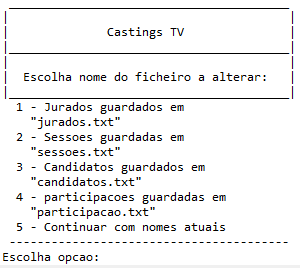 Castings TV
Escolha nome do ficheiro a alterar:
1 - Jurados guardados em
"jurados.txt"
2 - Sessoes guardadas em
"sessoes.txt"
3 - Candidatos guardados em
"candidatos.txt"
4 - participacoes guardadas em
"participacao.txt"
5 - Continuar com nomes atuais
Escolha opcao: